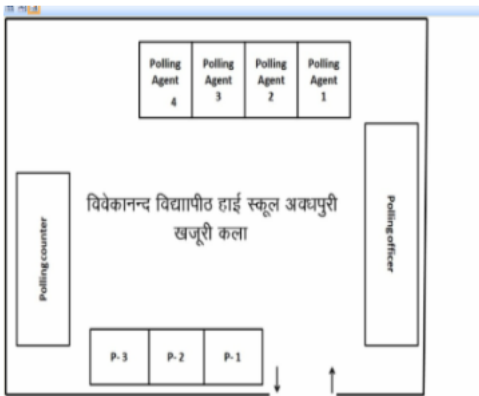 Polling Agent 4
Polling Agent 3
Polling Agent 2
Polling Agent 1
विवेकानन्द विद्याापीठ हाई स्कूल अवधपुरी
खजूरी कला
Polling counter
Polling officer
P- 3
P- 2
P- 1